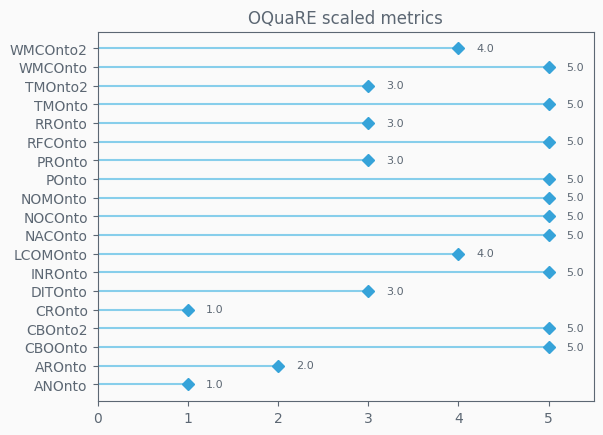 OQuaRE scaled metrics
WMCOnto2 4.0
WMCOnto 5.0
TMOnto2 3.0
TMOnto 5.0
RROnto 3.0
RFCOnto 5.0
PROnto 3.0
POnto 5.0
NOMOnto 5.0
NOCOnto 5.0
NACOnto 5.0
LCOMOnto 4.0
INROnto 5.0
DITOnto 3.0
CROnto 1.0
CBOnto2 5.0
CBOOnto 5.0
AROnto 2.0
ANOnto 1.0
0 1 2 3 4 5